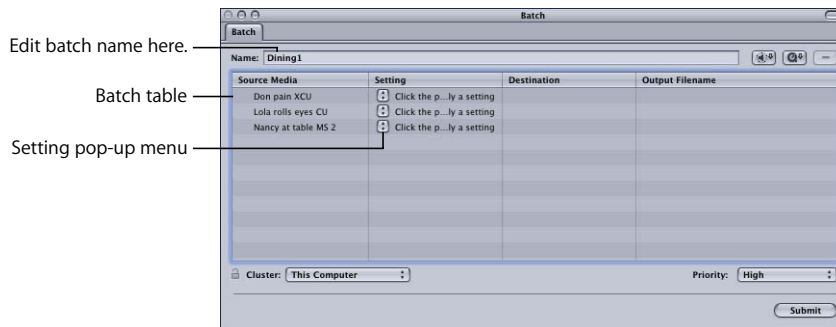 Batch
Batch
Edit batch name here.
Name: Dining1
Source Media Setting Destination Output Filename
Batch table
Don pain XCU Click the p...ly a setting
Lola rolls eyes CU Click the p...ly a setting
Nancy at table MS 2 Click the p...ly a setting
Setting pop-up menu
Cluster: This Computer Priority: High
Submit